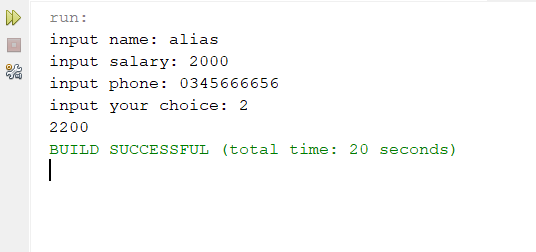 run:
input name: alias
input salary: 2000
input phone: 0345666656
input your choice: 2
2200
BUILD SUCCESSFUL (total time: 20 seconds)